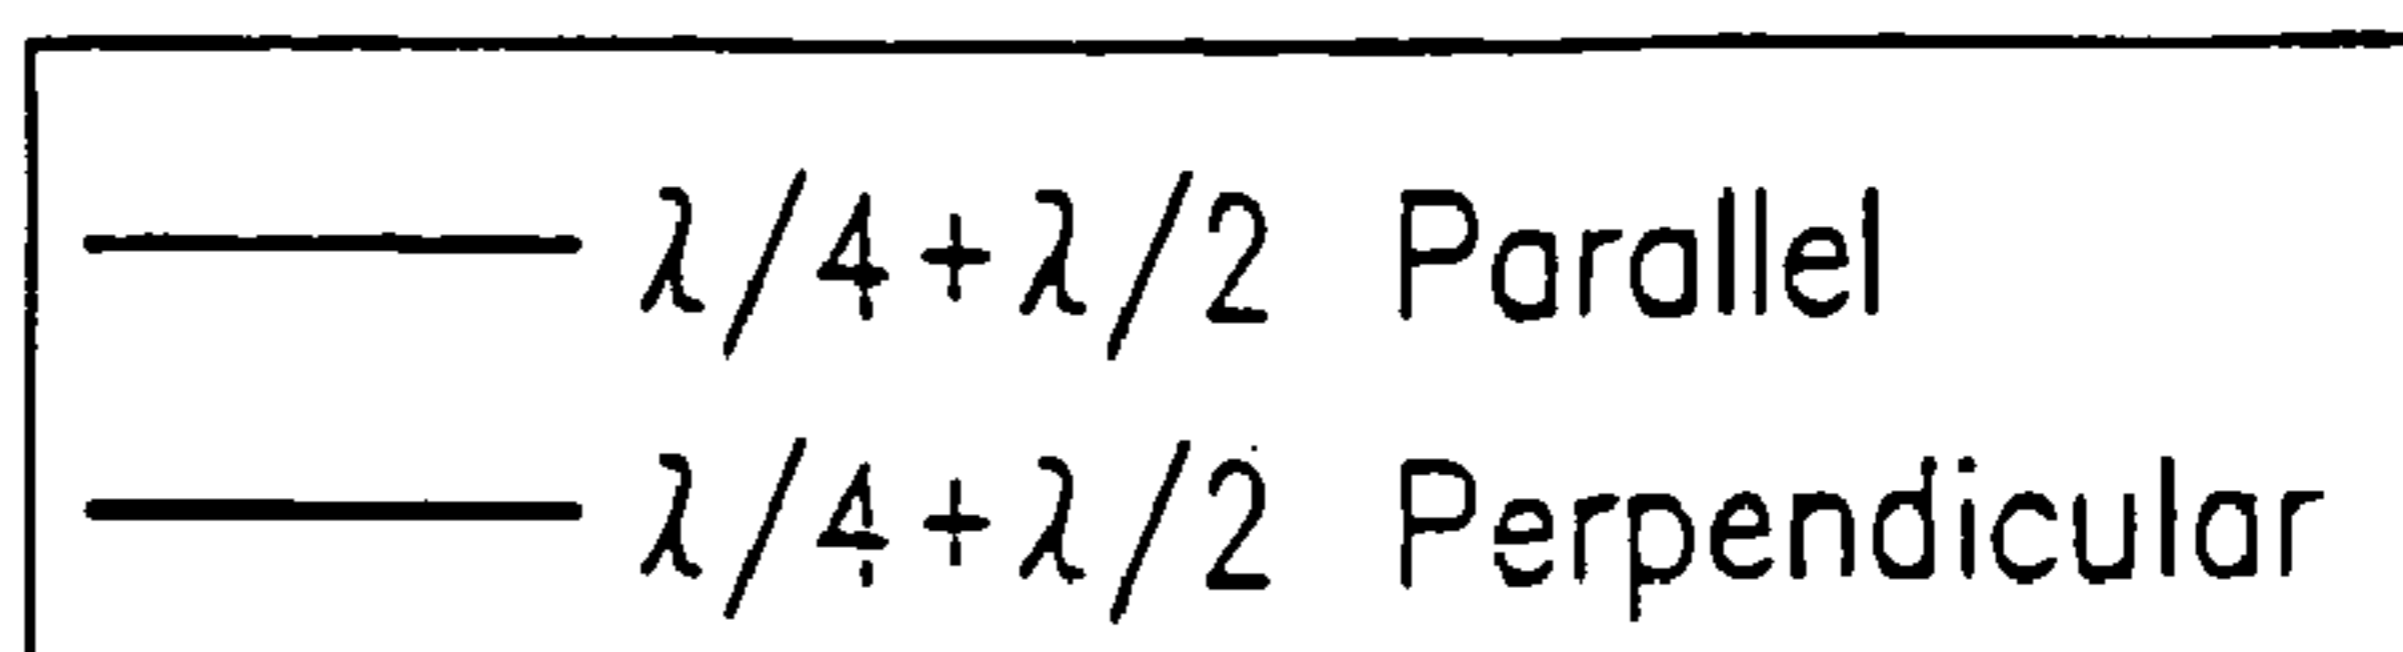 λ/4+λ/2 Parallel
λ/4+λ/2 Perpendicular